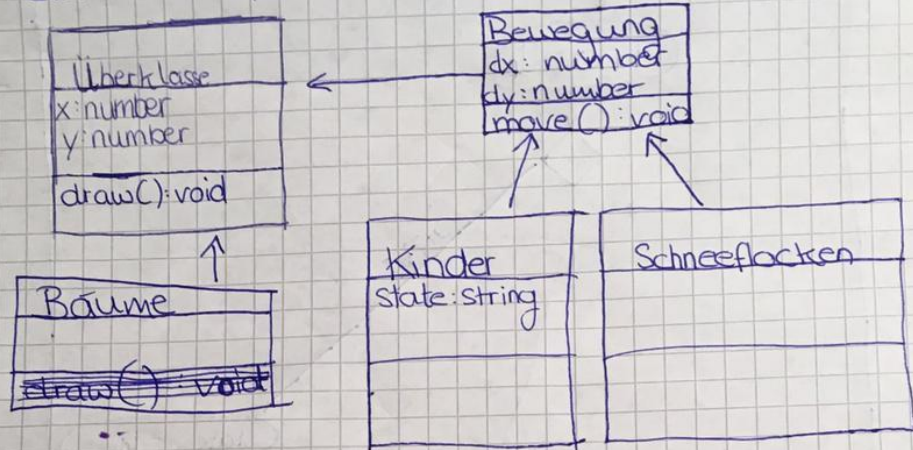 Überklasse
x:number
y:number
draw():void
Bewegung
dx: number
dy:number
move():void
Bäume
draw() : void
Kinder
State:String
Schneeflocken